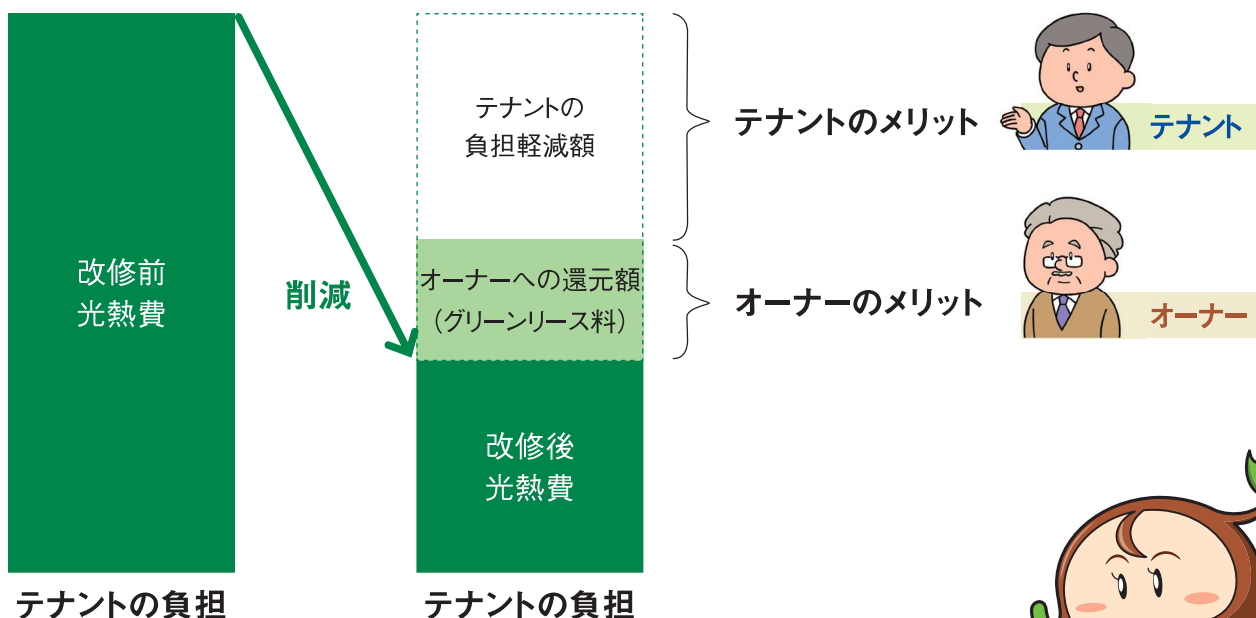 改修前
光熱費
テナントの負担
削減
テナントの
負担軽減額
オーナーへの還元額
(グリーンリース料)
改修後
光熱費
テナントの負担
テナントのメリット
テナント
オーナーのメリット
オーナー